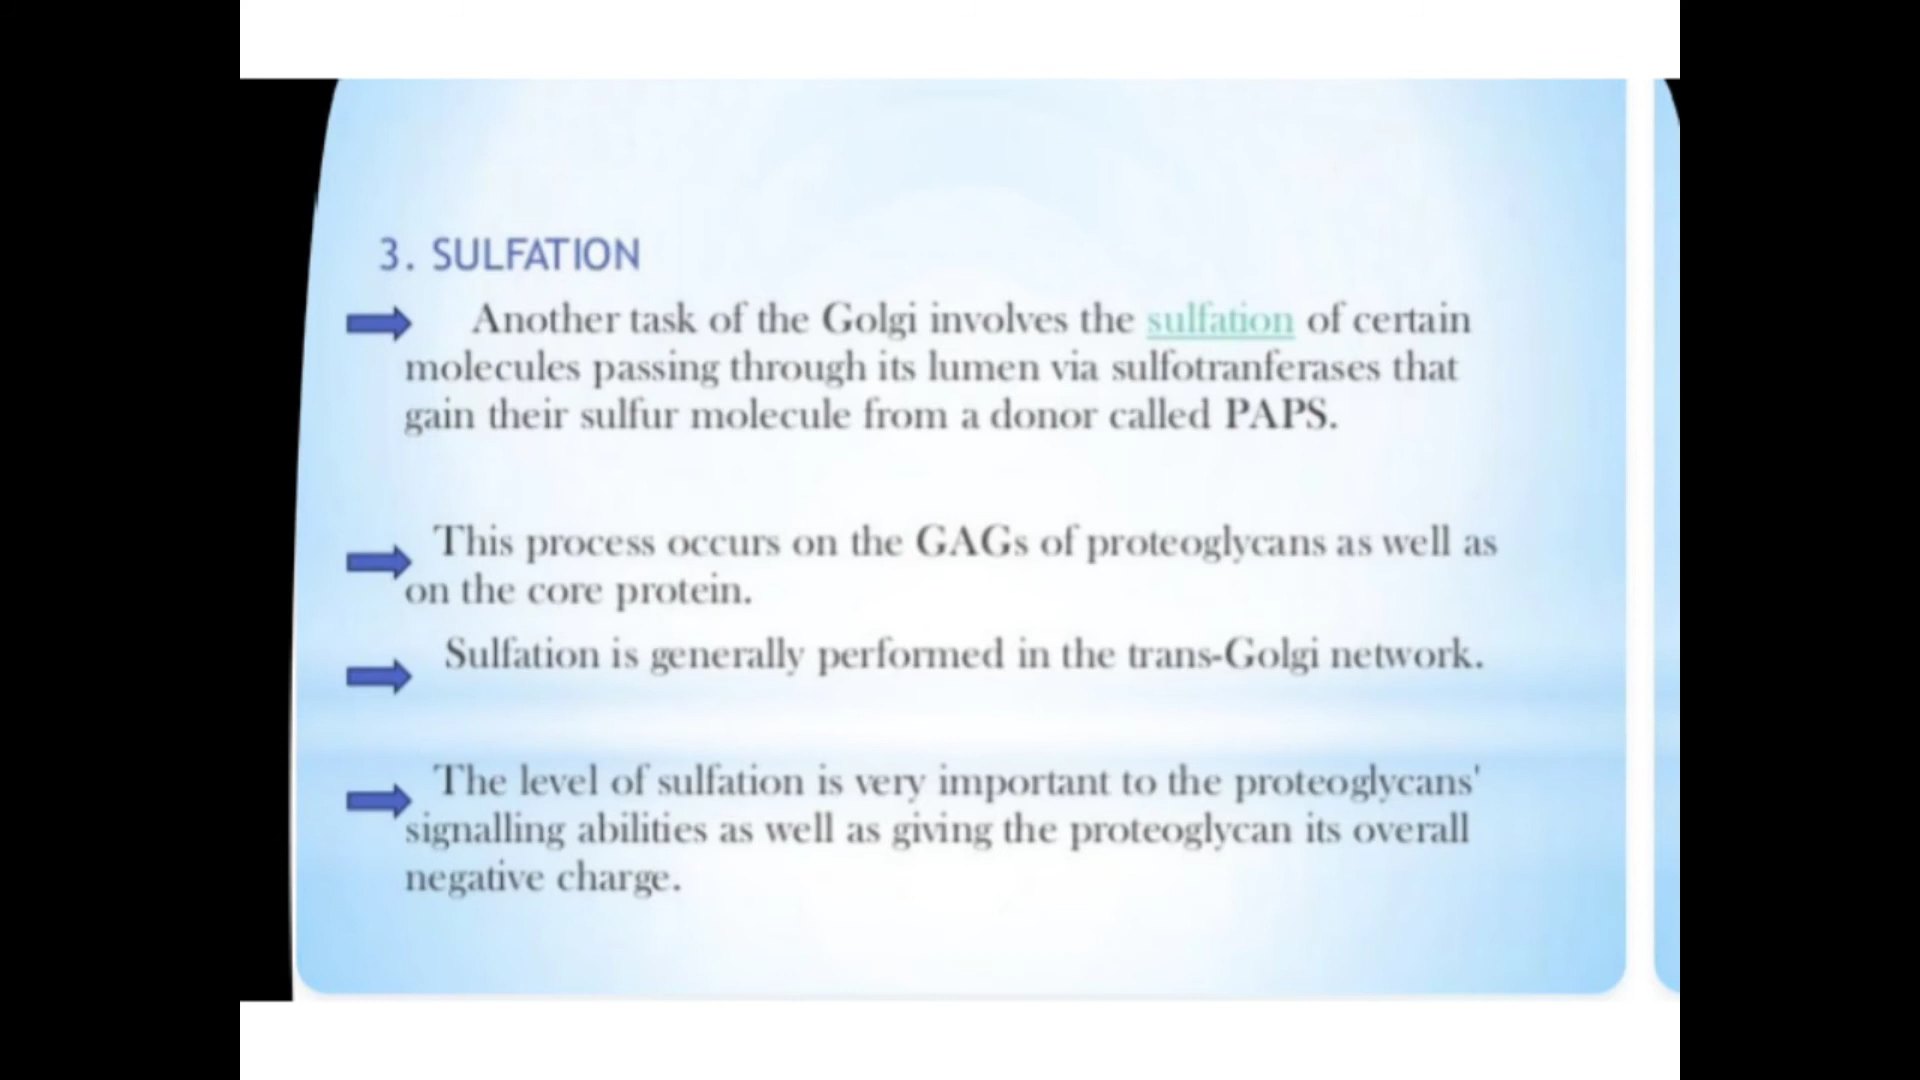 3. SULFATION
Another task of the Golgi involves the sulfation of certain
molecules passing through its lumen via sulfotranferases that
gain their sulfur molecule from a donor called PAPS.
This process occurs on the GAGs of proteoglycans as well as
on the core protein.
Sulfation is generally performed in the trans-Golgi network.
The level of sulfation is very important to the proteoglycans'
signalling abilities as well as giving the proteoglycan its overall
negative charge.